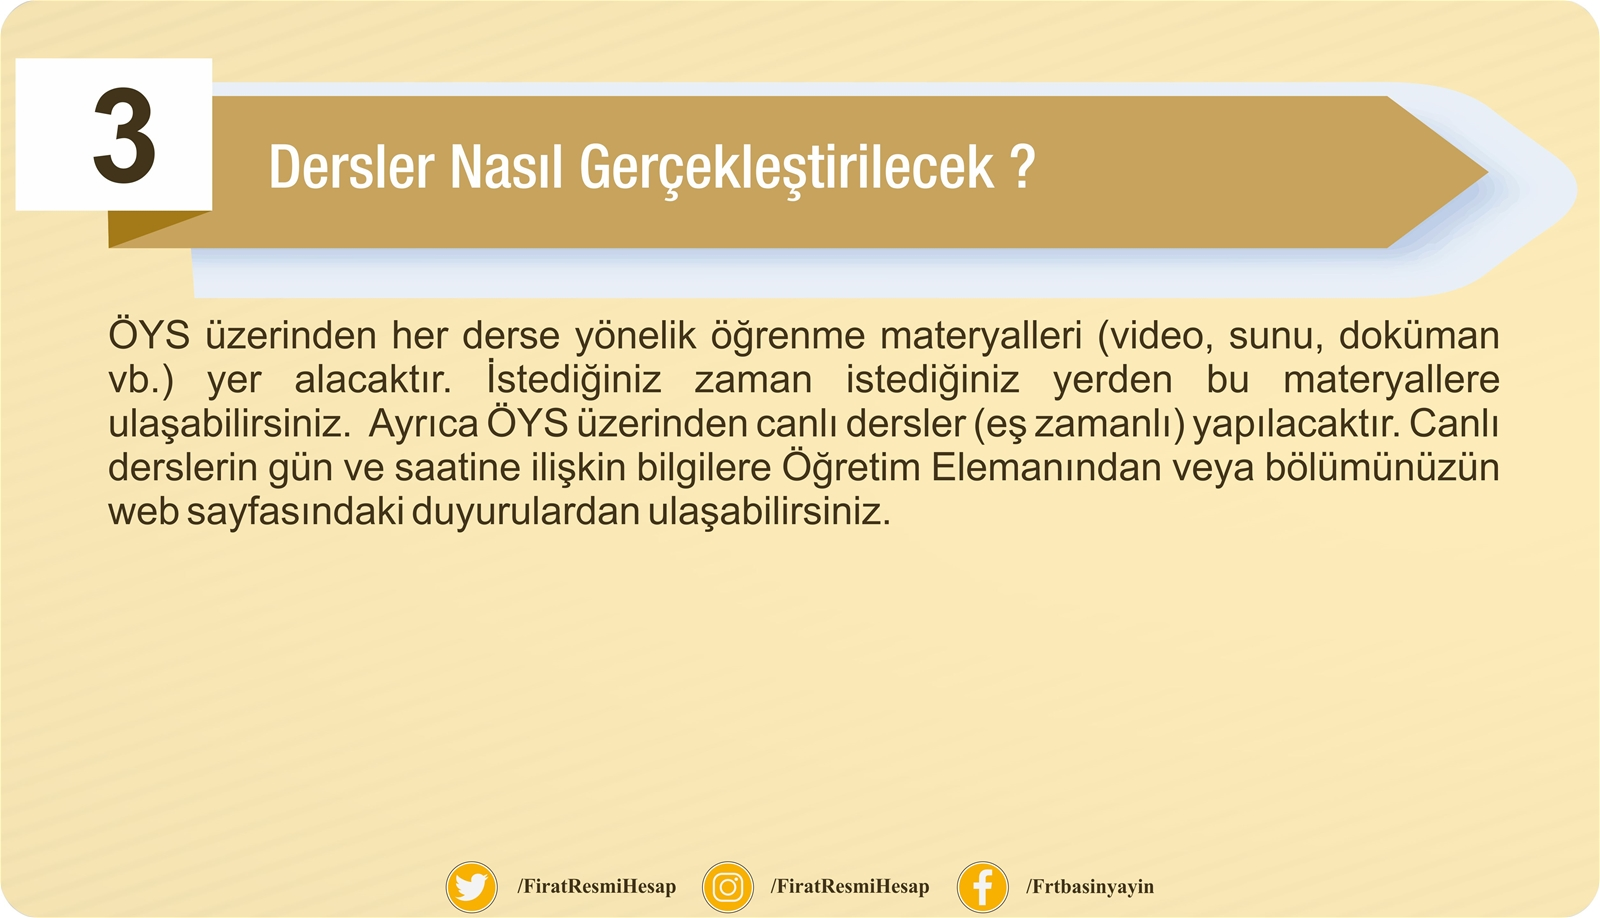 3
Dersler Nasıl Gerçekleştirilecek ?
ÖYS üzerinden her derse yönelik öğrenme materyalleri (video, sunu, doküman
vb.) yer alacaktır. İstediğiniz zaman istediğiniz yerden bu materyallere
ulaşabilirsiniz. Ayrıca ÖYS üzerinden canlı dersler (eş zamanlı) yapılacaktır. Canlı
derslerin gün ve saatine ilişkin bilgilere Öğretim Elemanından veya bölümünüzün
web sayfasındaki duyurulardan ulaşabilirsiniz.
/FiratResmiHesap /FiratResmiHesap /Frtbasinyayin